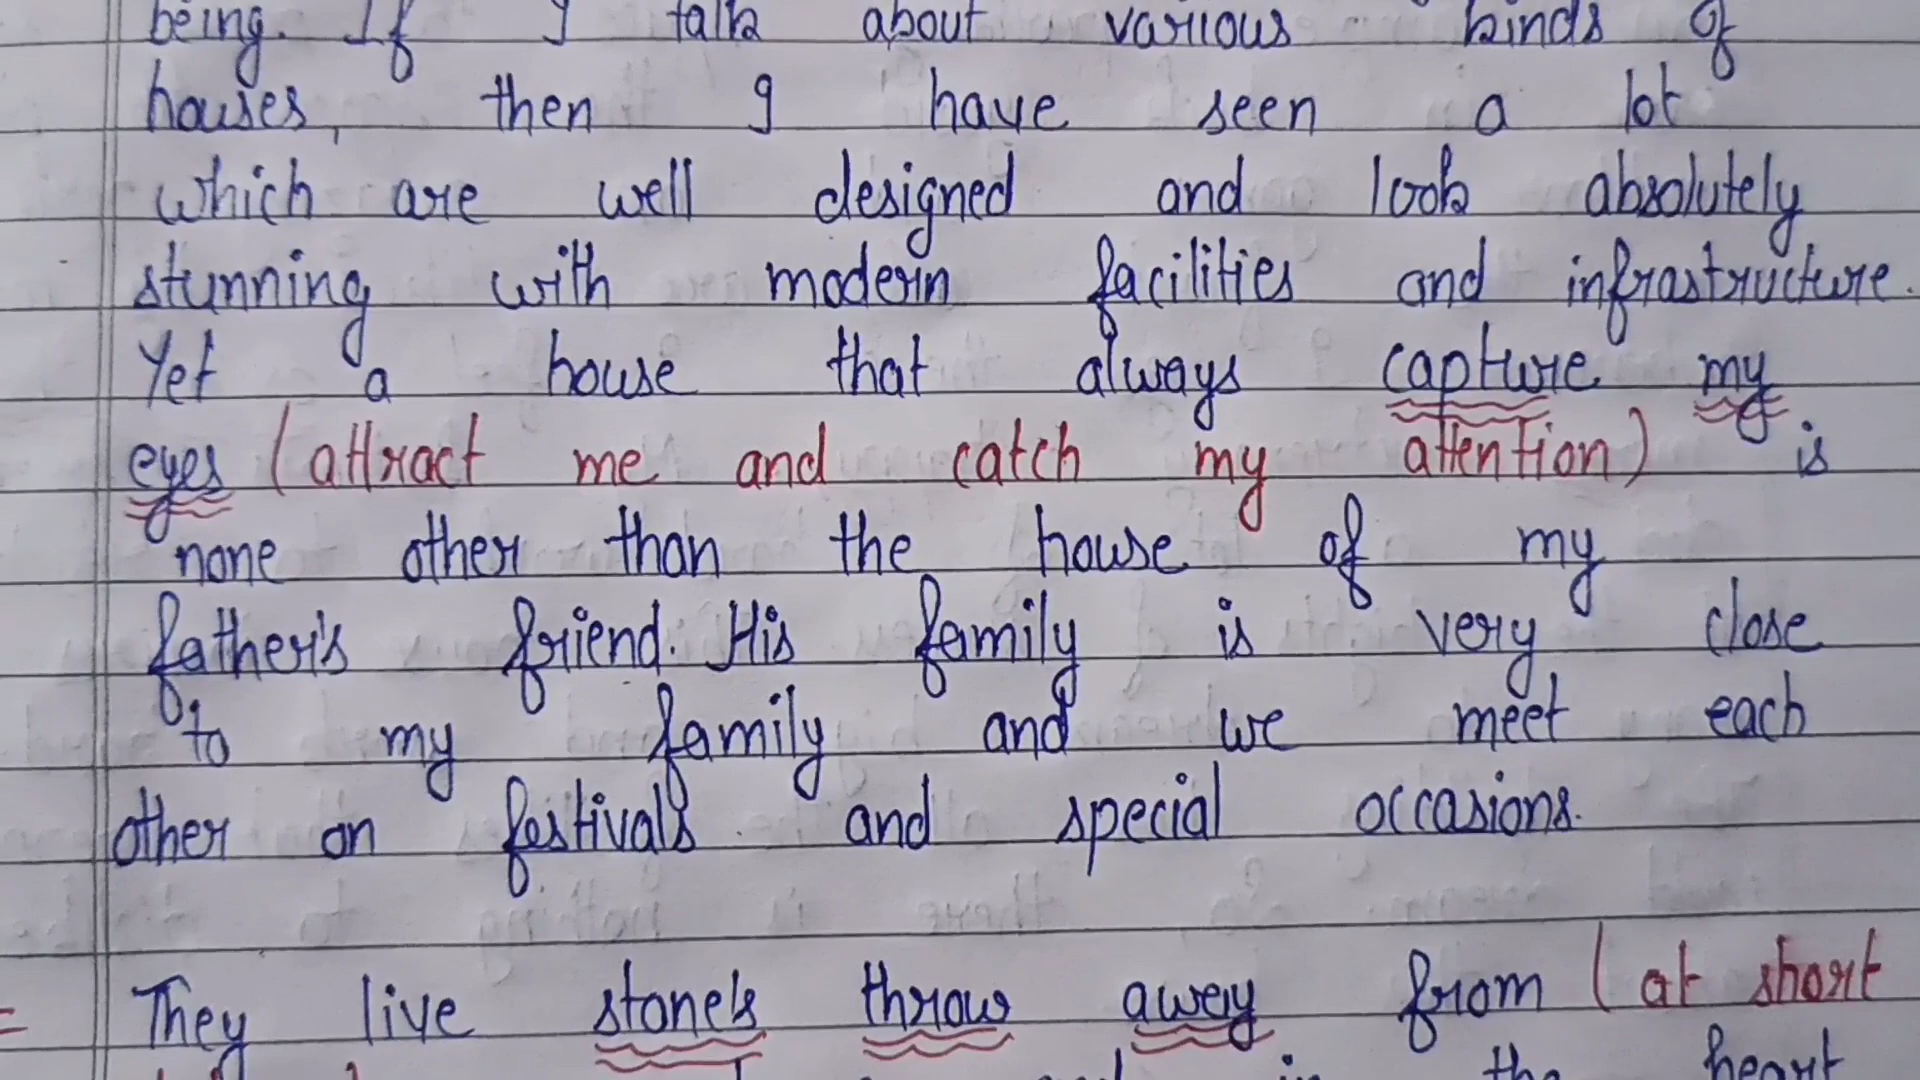 being. If I talk about various kinds of
houses, then I have seen a lot
which are well designed and look absolutely
stunning with modern facilities and infrastructure.
Yet a house that always capture my
eyes (attract me and catch my attention) is
none other than the house of my
father's friend. His family is very close
to my family and we meet each
other on festivals and special occasions.
They live stone's throw away from (at short
in the heart